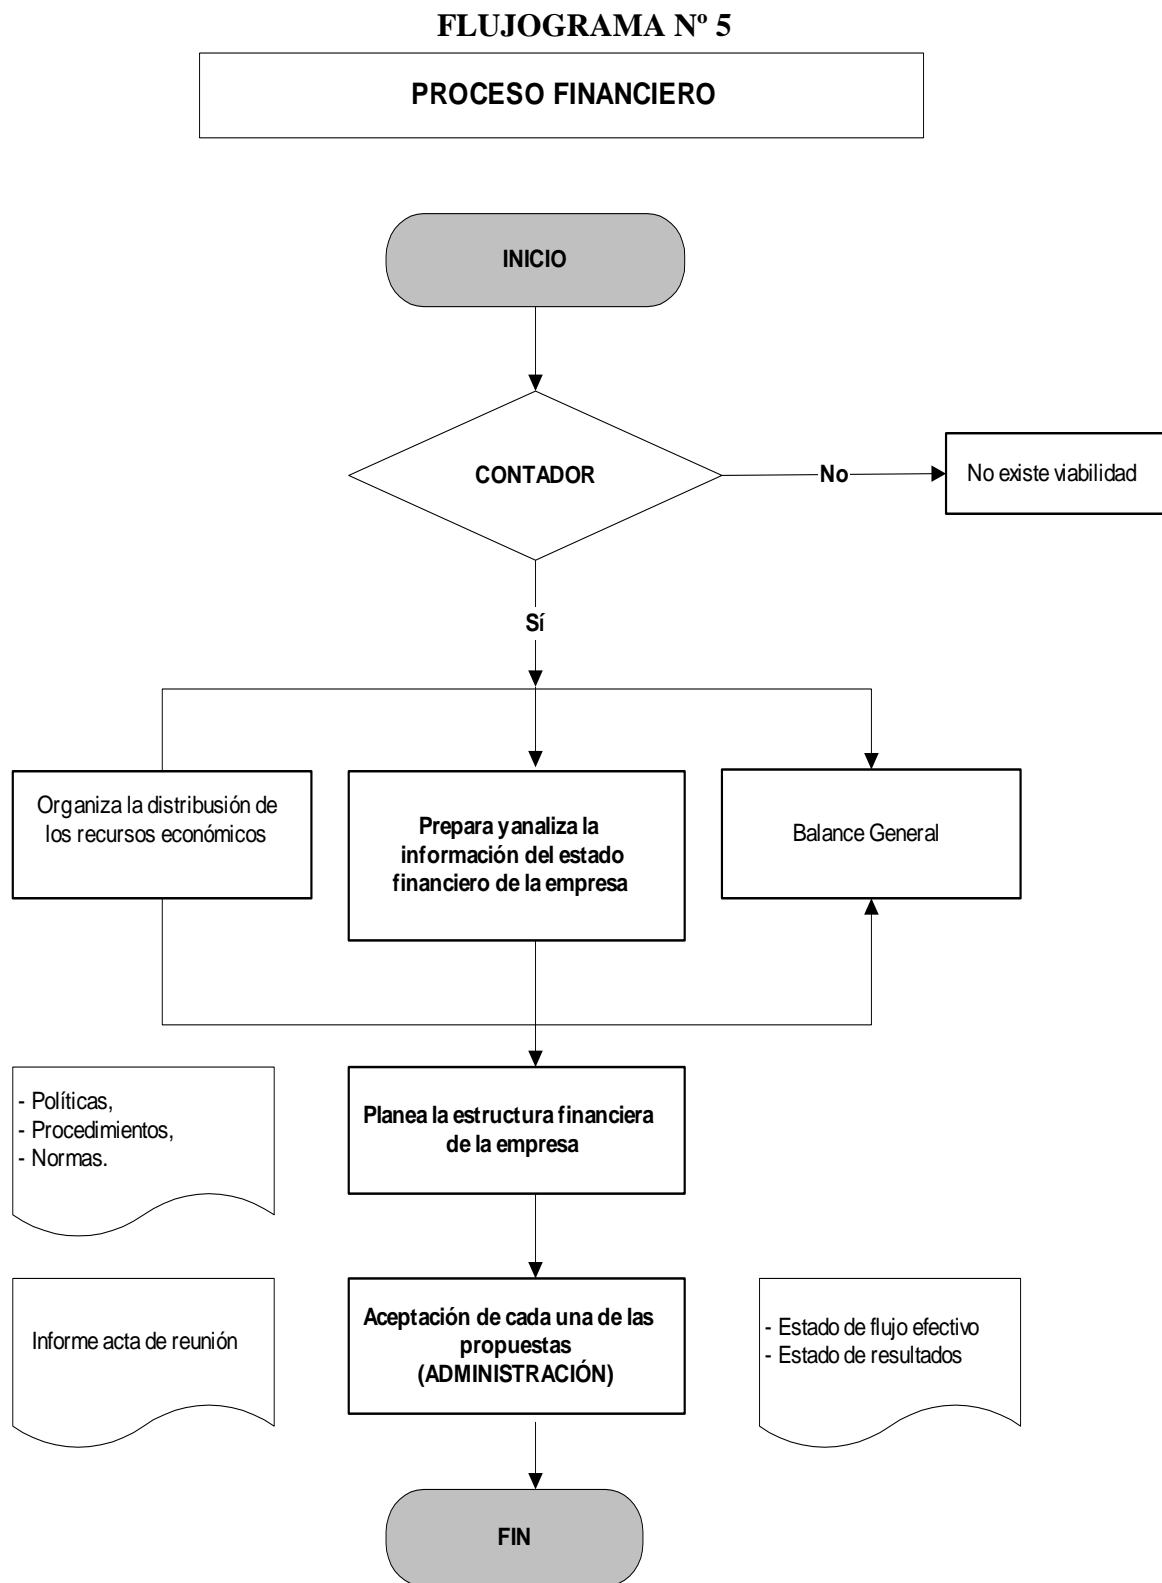 FLUJOGRAMA Nº 5
PROCESO FINANCIERO
INICIO
CONTADOR
No
No existe viabilidad
Sí
Organiza la distribusión de
los recursos económicos
Prepara y analiza la
información del estado
financiero de la empresa
Balance General
- Políticas,
- Procedimientos,
- Normas.
Planea la estructura financiera
de la empresa
Informe acta de reunión
Aceptación de cada una de las
propuestas
(ADMINISTRACIÓN)
- Estado de flujo efectivo
- Estado de resultados
FIN